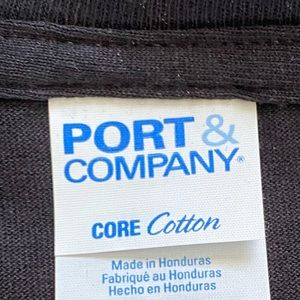 PORT &
COMPANY®
CORE Cotton
Made in Honduras
Fabriqué au Honduras
Hecho en Honduras